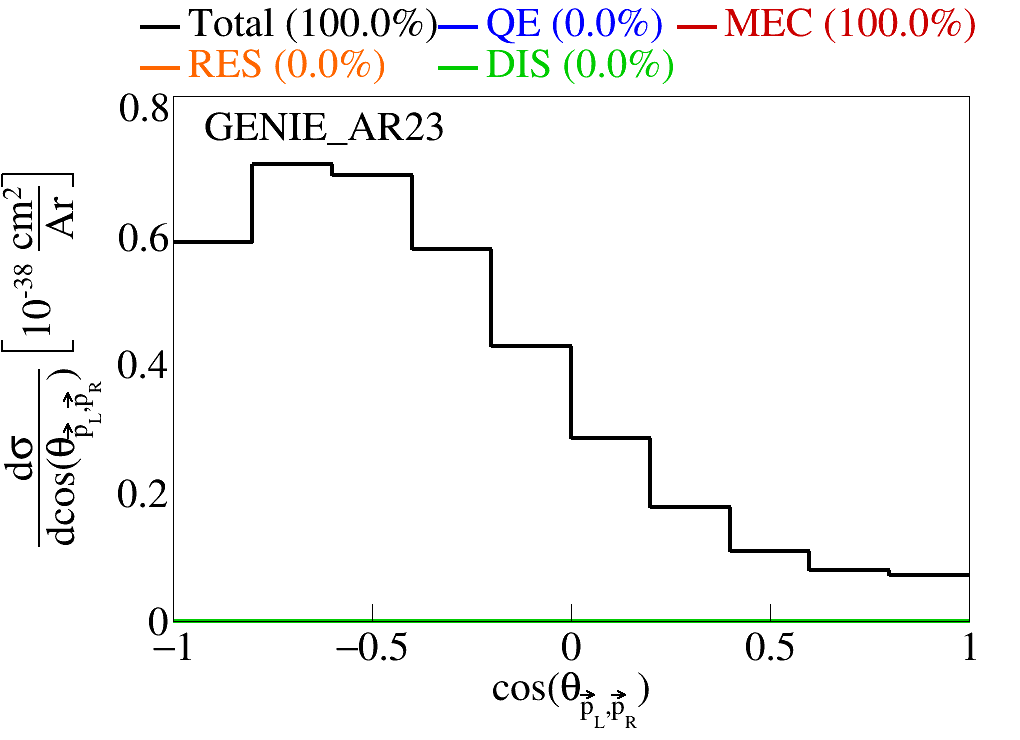 Total (100.0%) QE (0.0%) MEC (100.0%)
RES (0.0%) DIS (0.0%)
GENIE_AR23
0.8
0.6
0.4
0.2
0
−1 −0.5 0 0.5 1
cos(θp⃗L,p⃗R)
dσ/dcos(θp⃗L,p⃗R) [10-38 cm2/Ar]